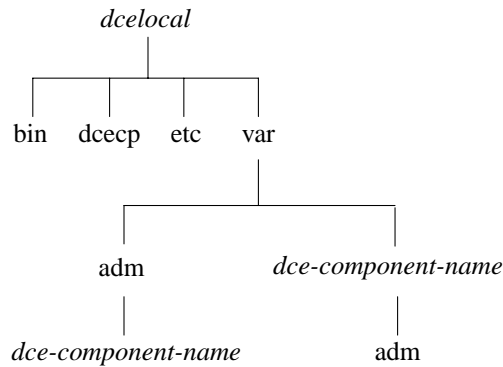 dcelocal
bin dcecp etc var
adm dce-component-name
dce-component-name adm